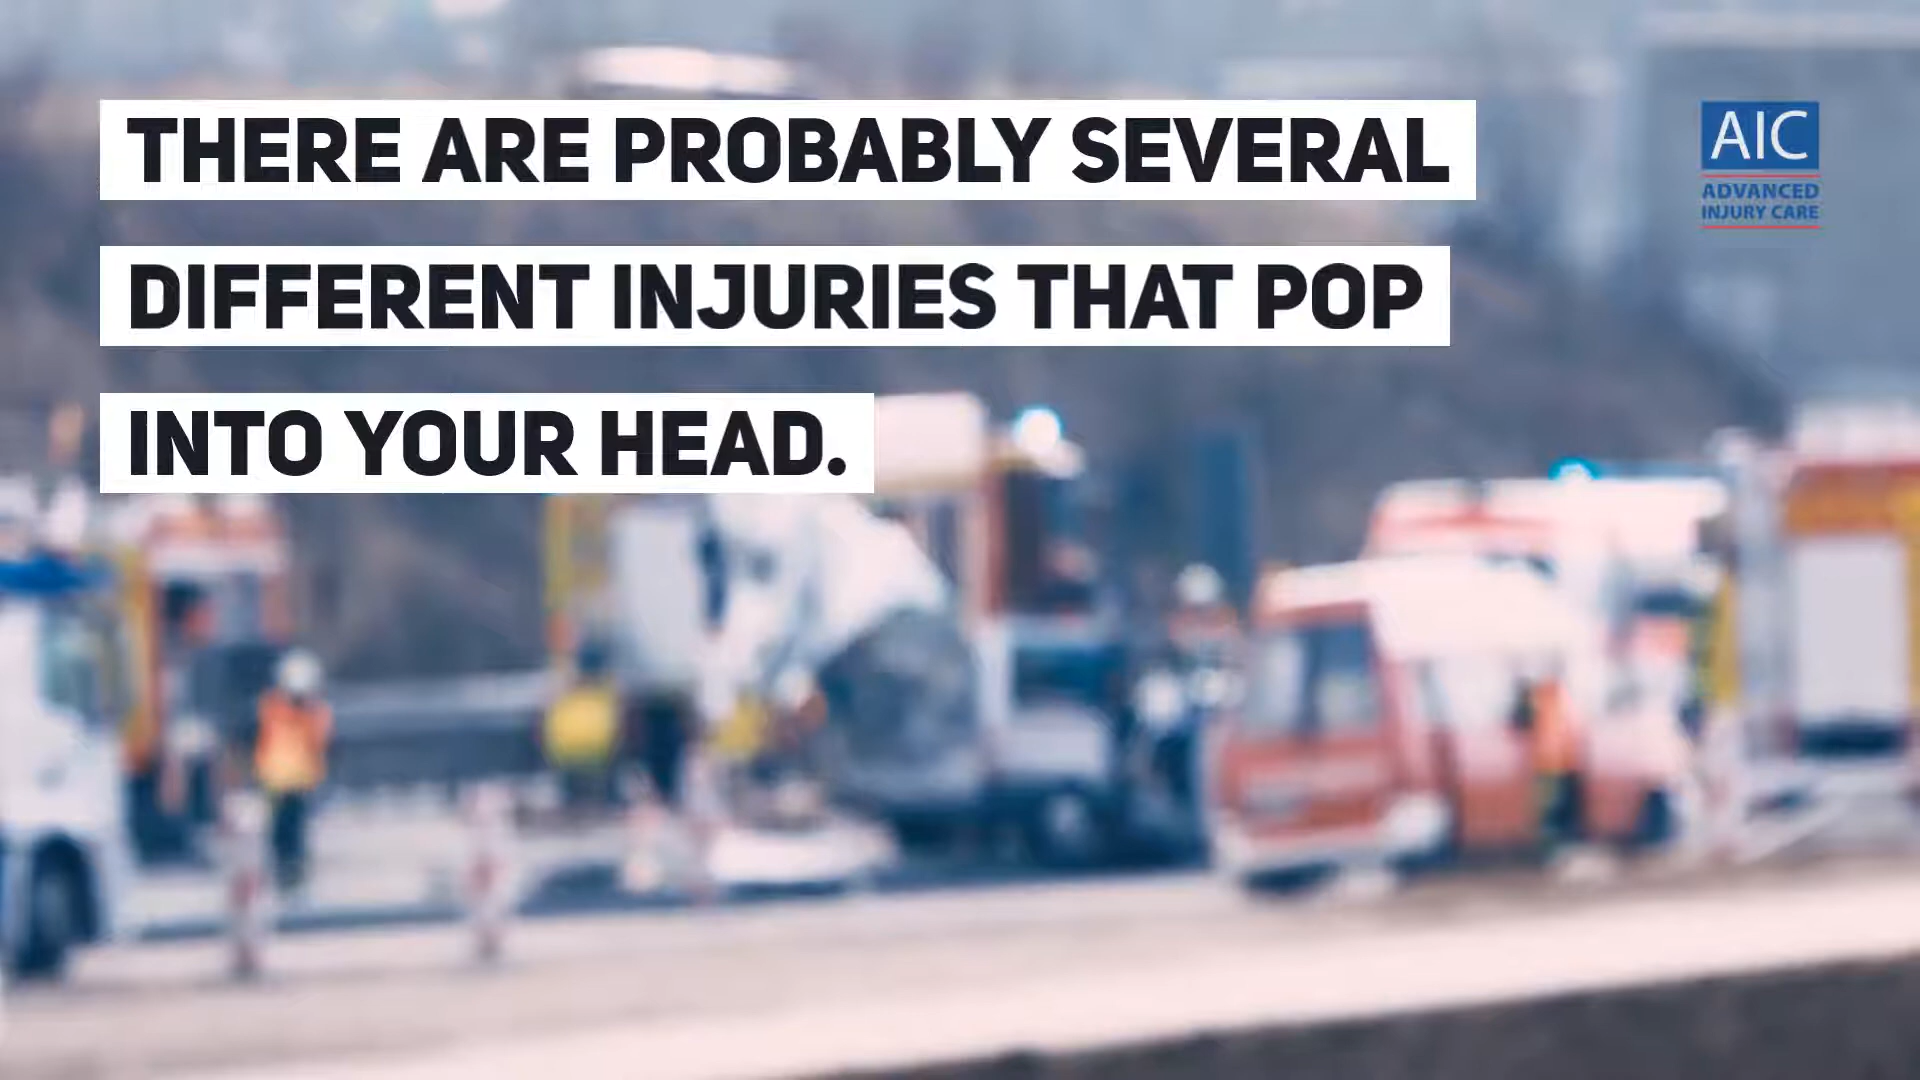 THERE ARE PROBABLY SEVERAL
DIFFERENT INJURIES THAT POP
INTO YOUR HEAD.
AIC
ADVANCED
INJURY CARE